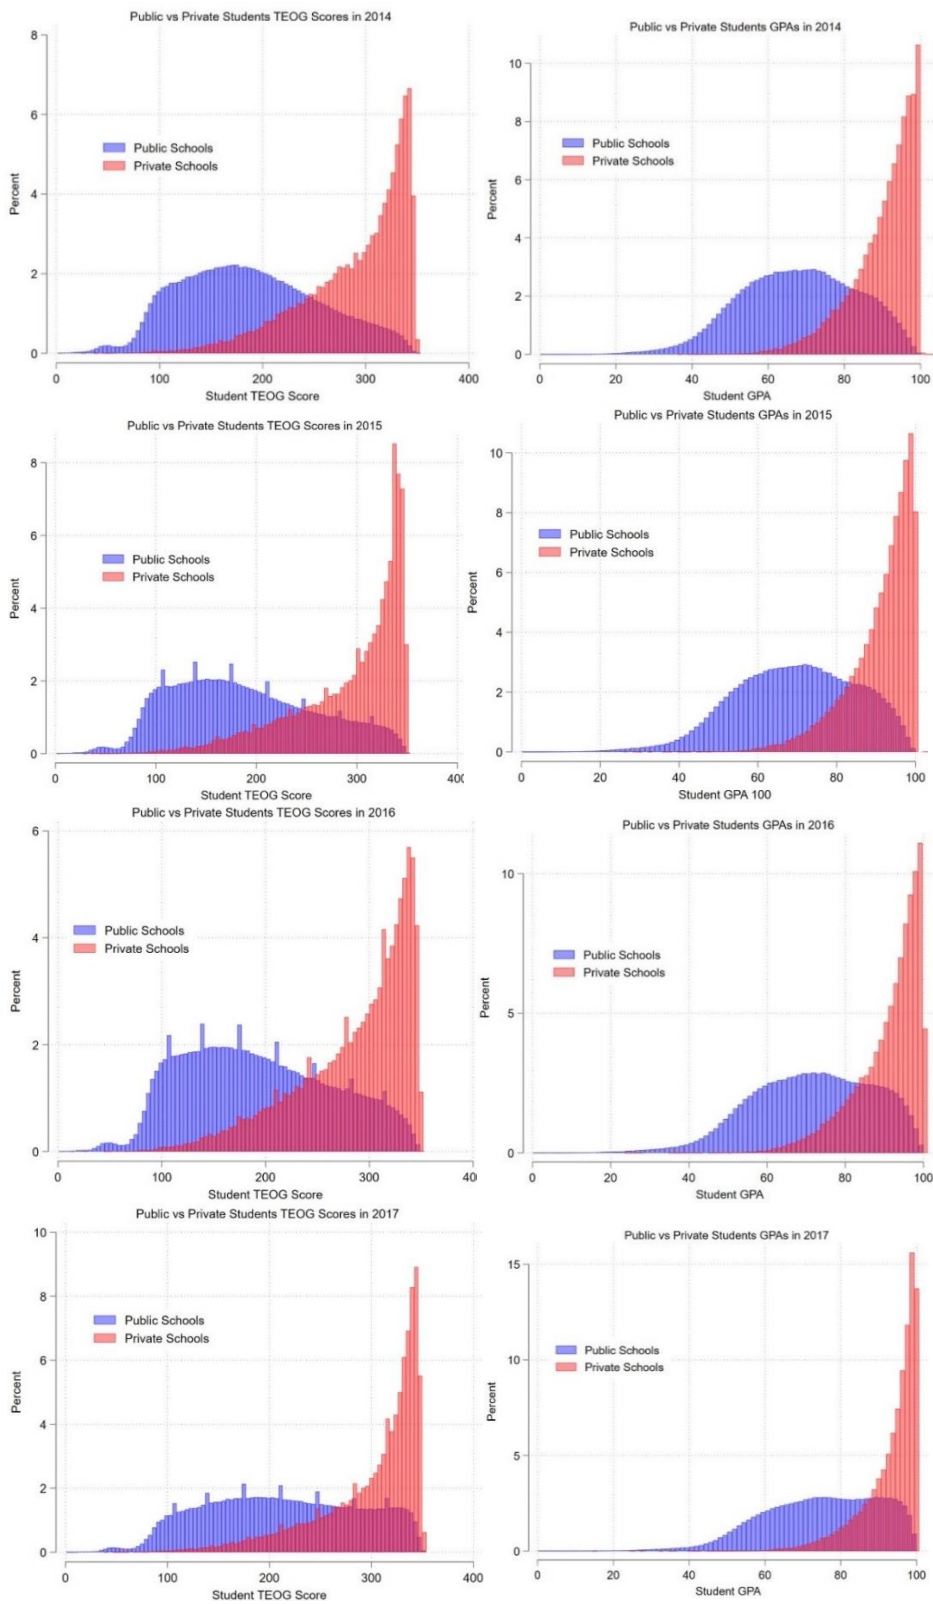 Public vs Private Students TEOG Scores in 2014
8
6
4
2
0
Percent
Public Schools
Private Schools
0 100 200 300 400
Student TEOG Score
Public vs Private Students GPAs in 2014
10
8
6
4
2
0
Percent
Public Schools
Private Schools
0 20 40 60 80 100
Student GPA
Public vs Private Students TEOG Scores in 2015
8
6
4
2
0
Percent
Public Schools
Private Schools
0 100 200 300 400
Student TEOG Score
Public vs Private Students GPAs in 2015
10
8
6
4
2
0
Percent
Public Schools
Private Schools
0 20 40 60 80 100
Student GPA 100
Public vs Private Students TEOG Scores in 2016
6
4
2
0
Percent
Public Schools
Private Schools
0 100 200 300 400
Student TEOG Score
Public vs Private Students GPAs in 2016
10
5
0
Percent
Public Schools
Private Schools
0 20 40 60 80 100
Student GPA
Public vs Private Students TEOG Scores in 2017
10
8
6
4
2
0
Percent
Public Schools
Private Schools
0 100 200 300 400
Student TEOG Score
Public vs Private Students GPAs in 2017
15
10
5
0
Percent
Public Schools
Private Schools
0 20 40 60 80 100
Student GPA